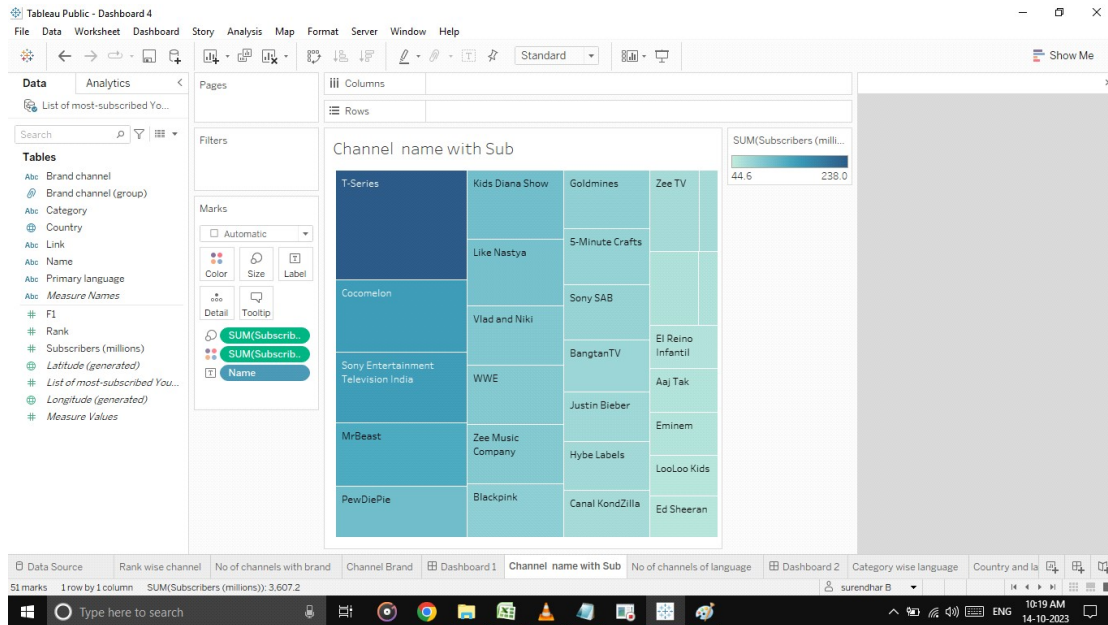 Tableau Public - Dashboard 4
File Data Worksheet Dashboard Story Analysis Map Format Server Window Help
Standard
Show Me
Data Analytics
List of most-subscribed Yo...
Search
Tables
Abc Brand channel
Brand channel (group)
Abc Category
Country
Abc Link
Abc Name
Abc Primary language
Abc Measure Names
# F1
# Rank
# Subscribers (millions)
Latitude (generated)
# List of most-subscribed You...
Longitude (generated)
# Measure Values
Pages
Filters
Marks
Automatic
Color Size Label
Detail Tooltip
SUM(Subscrib..
SUM(Subscrib..
Name
Columns
Rows
Channel name with Sub
T-Series
Cocomelon
Sony Entertainment
Television India
MrBeast
PewDiePie
Kids Diana Show
Like Nastya
Vlad and Niki
WWE
Zee Music
Company
Blackpink
Goldmines
5-Minute Crafts
Sony SAB
BangtanTV
Justin Bieber
Hybe Labels
Canal KondZilla
Zee TV
El Reino
Infantil
Aaj Tak
Eminem
LooLoo Kids
Ed Sheeran
SUM(Subscribers (milli...
44.6 238.0
Data Source Rank wise channel No of channels with brand Channel Brand Dashboard 1 Channel name with Sub No of channels of language Dashboard 2 Category wise language Country and la
51 marks 1 row by 1 column SUM(Subscribers (millions)): 3,607.2
surendhar B
Type here to search
ENG
10:19 AM
14-10-2023